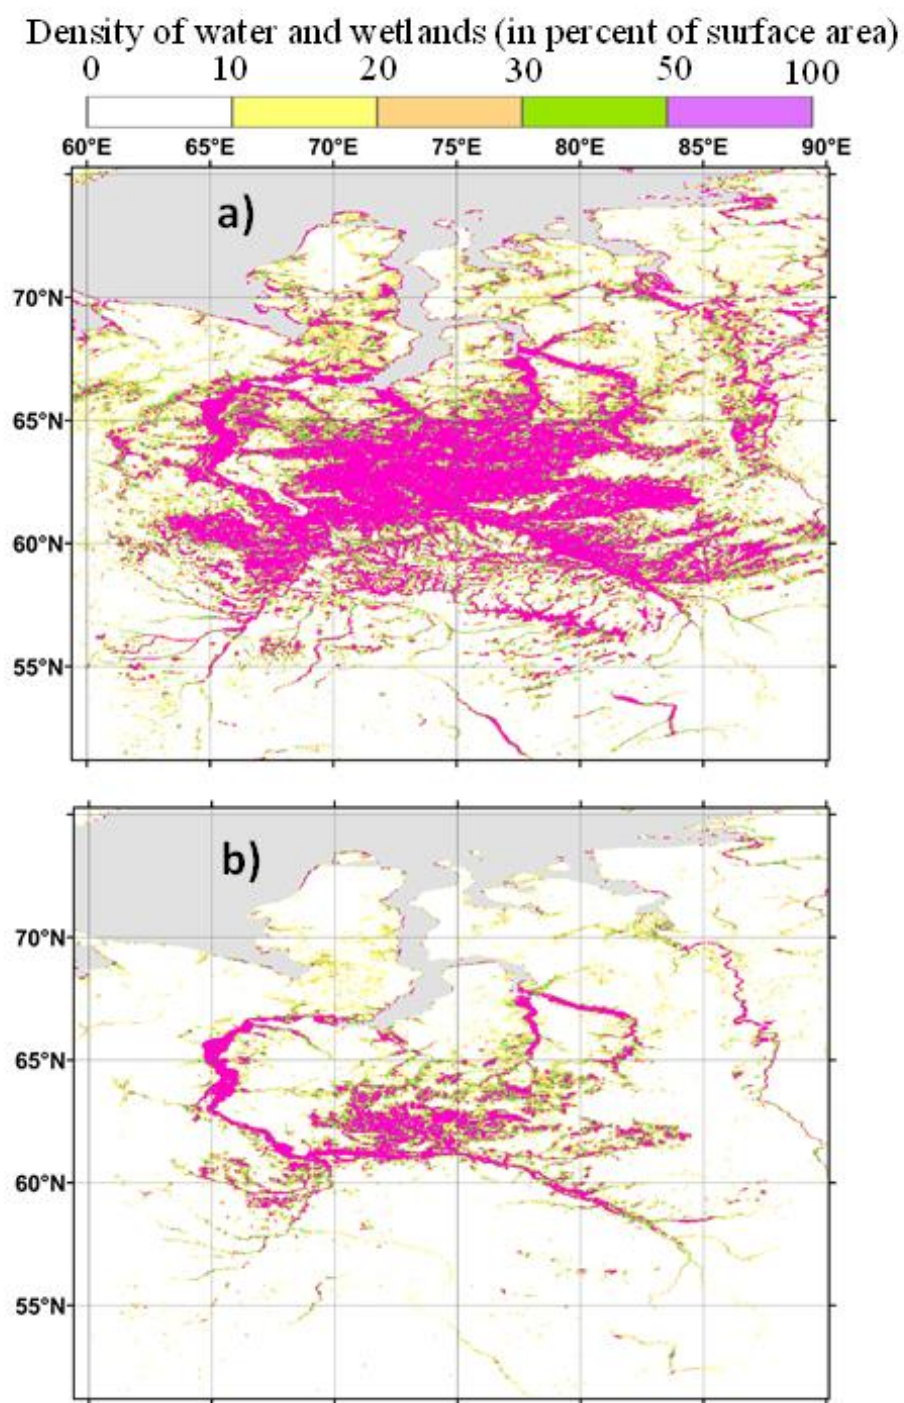 Density of water and wetlands (in percent of surface area)
0 10 20 30 50 100
60°E 65°E 70°E 75°E 80°E 85°E 90°E
a)
70°N
65°N
60°N
55°N
b)
70°N
65°N
60°N
55°N